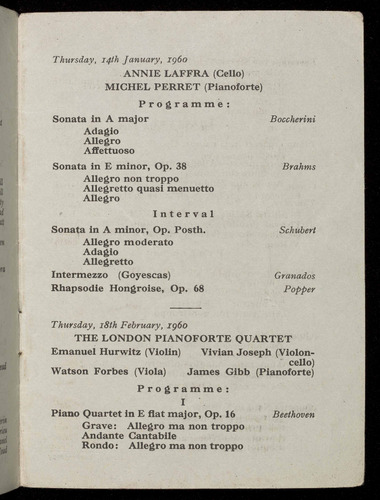 Thursday, 14th January, 1960
ANNIE LAFFRA (Cello)
MICHEL PERRET (Pianoforte)
Programme:
Sonata in A major Boccherini
Adagio
Allegro
Affettuoso
Sonata in E minor, Op. 38 Brahms
Allegro non troppo
Allegretto quasi menuetto
Allegro
Interval
Sonata in A minor, Op. Posth. Schubert
Allegro moderato
Adagio
Allegretto
Intermezzo (Goyescas) Granados
Rhapsodie Hongroise, Op. 68 Popper
Thursday, 18th February, 1960
THE LONDON PIANOFORTE QUARTET
Emanuel Hurwitz (Violin) Vivian Joseph (Violon-
cello)
Watson Forbes (Viola) James Gibb (Pianoforte)
Programme:
I
Piano Quartet in E flat major, Op. 16 Beethoven
Grave: Allegro ma non troppo
Andante Cantabile
Rondo: Allegro ma non troppo